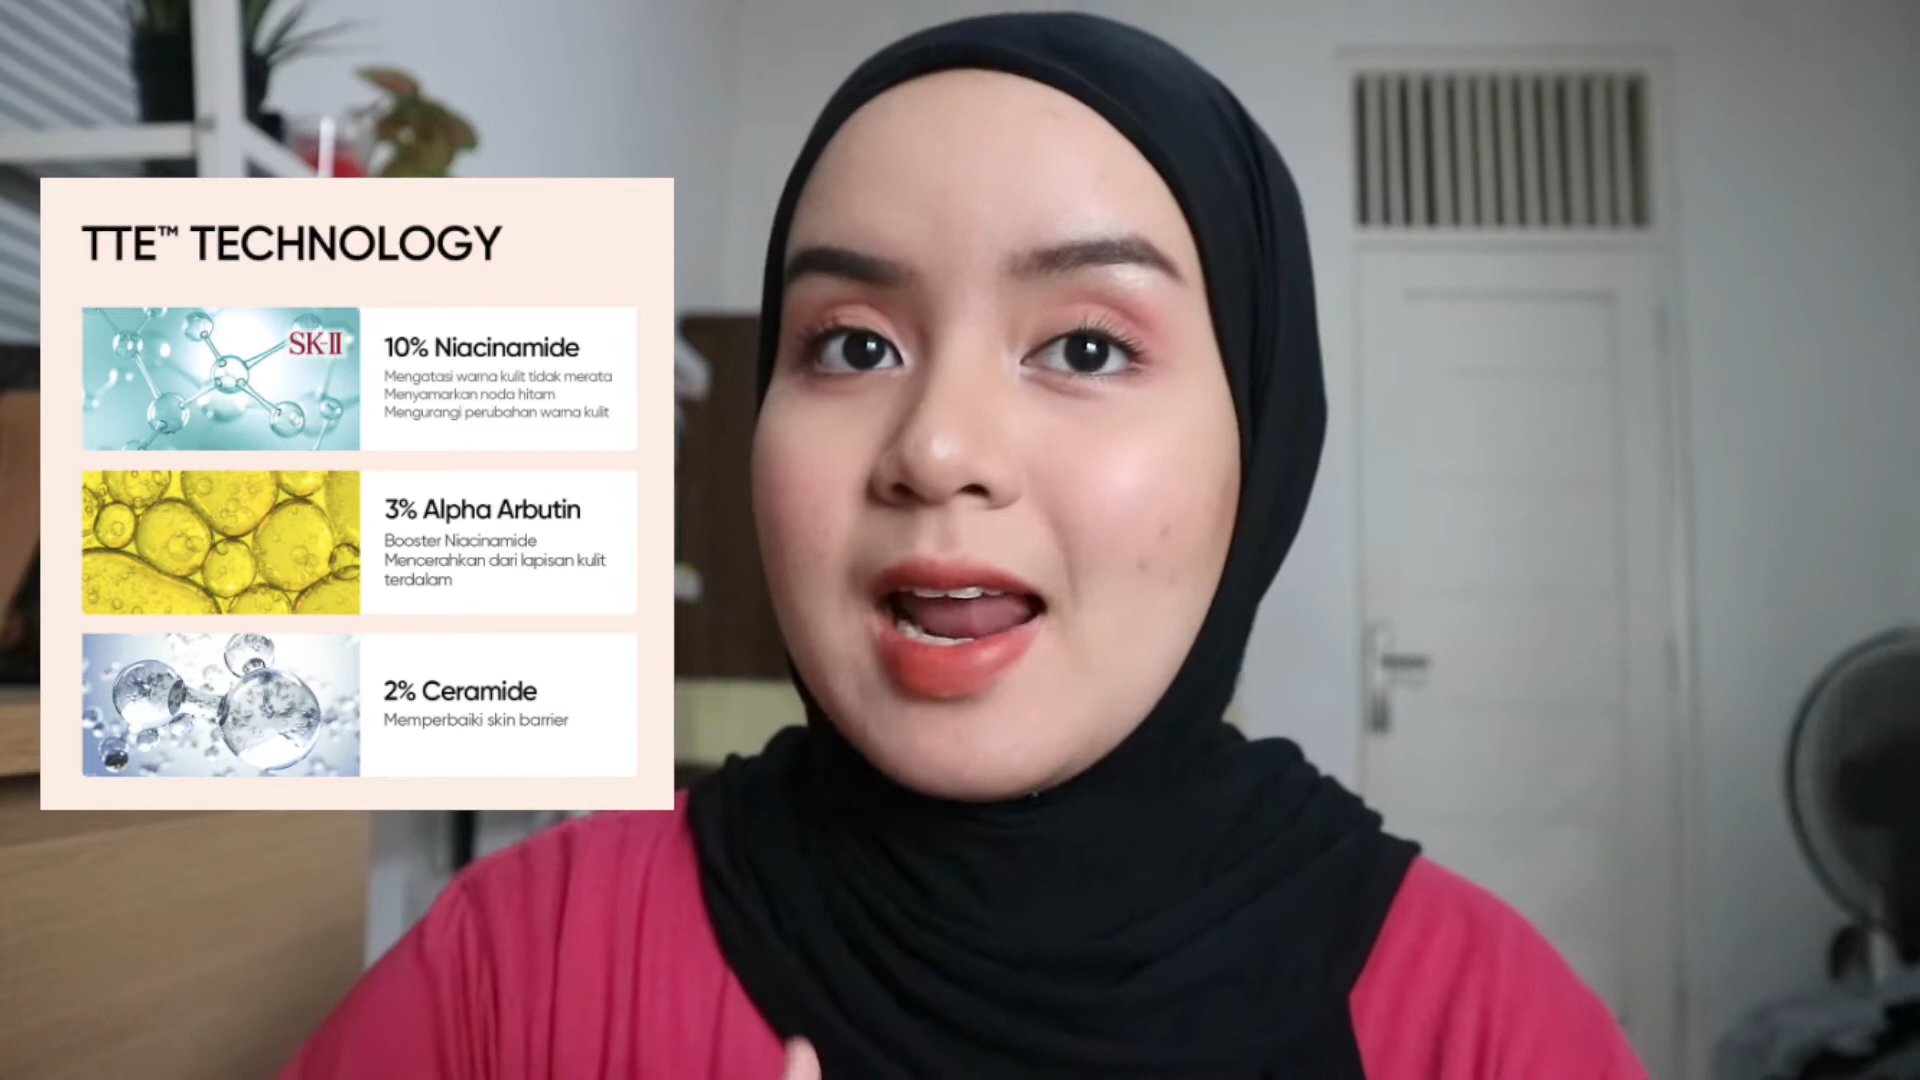 TTE™ TECHNOLOGY
SK-II
10% Niacinamide
Mengatasi warna kulit tidak merata
Menyamarkan noda hitam
Mengurangi perubahan warna kulit
3% Alpha Arbutin
Booster Niacinamide
Mencerahkan dari lapisan kulit
terdalam
2% Ceramide
Memperbaiki skin barrier